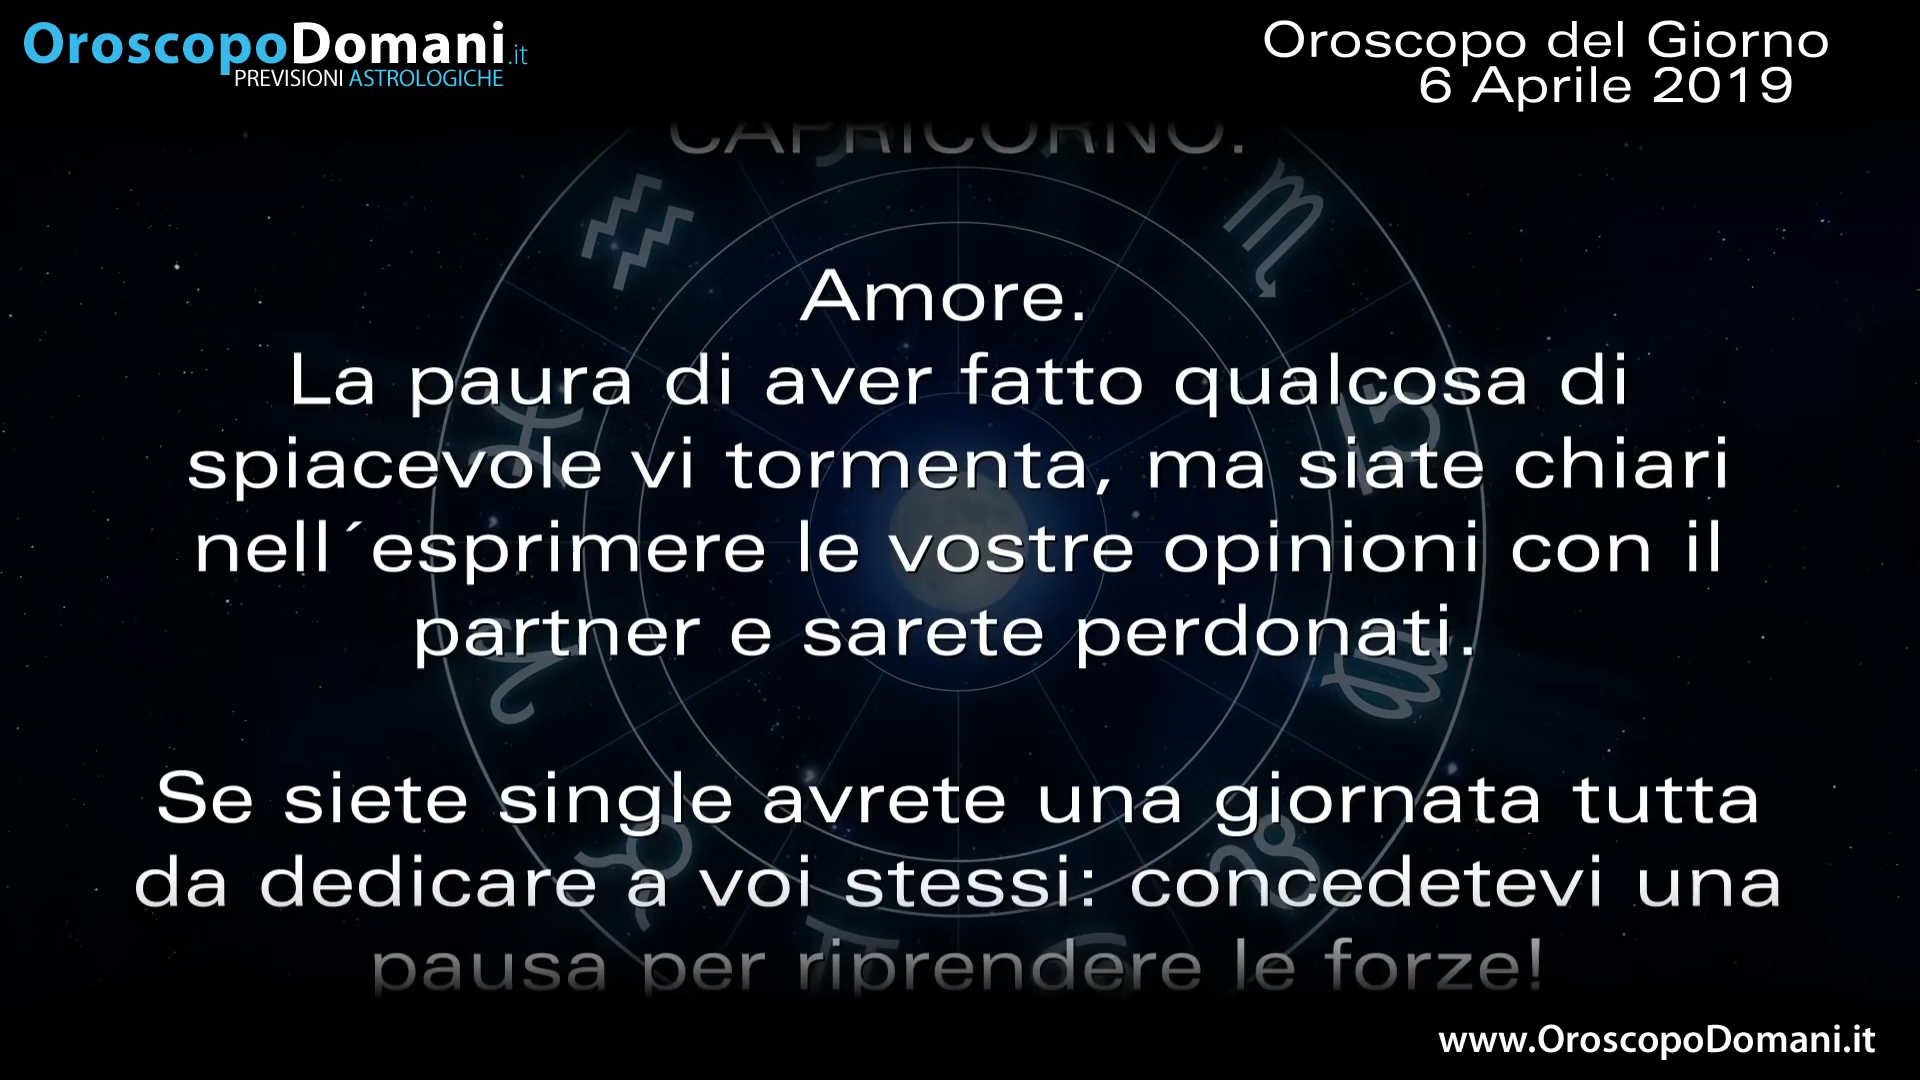 OroscopoDomani.it
PREVISIONI ASTROLOGICHE
Oroscopo del Giorno
6 Aprile 2019
CAPRICORNO.
Amore.
La paura di aver fatto qualcosa di
spiacevole vi tormenta, ma siate chiari
nell´esprimere le vostre opinioni con il
partner e sarete perdonati.
Se siete single avrete una giornata tutta
da dedicare a voi stessi: concedetevi una
pausa per riprendere le forze!
www.OroscopoDomani.it